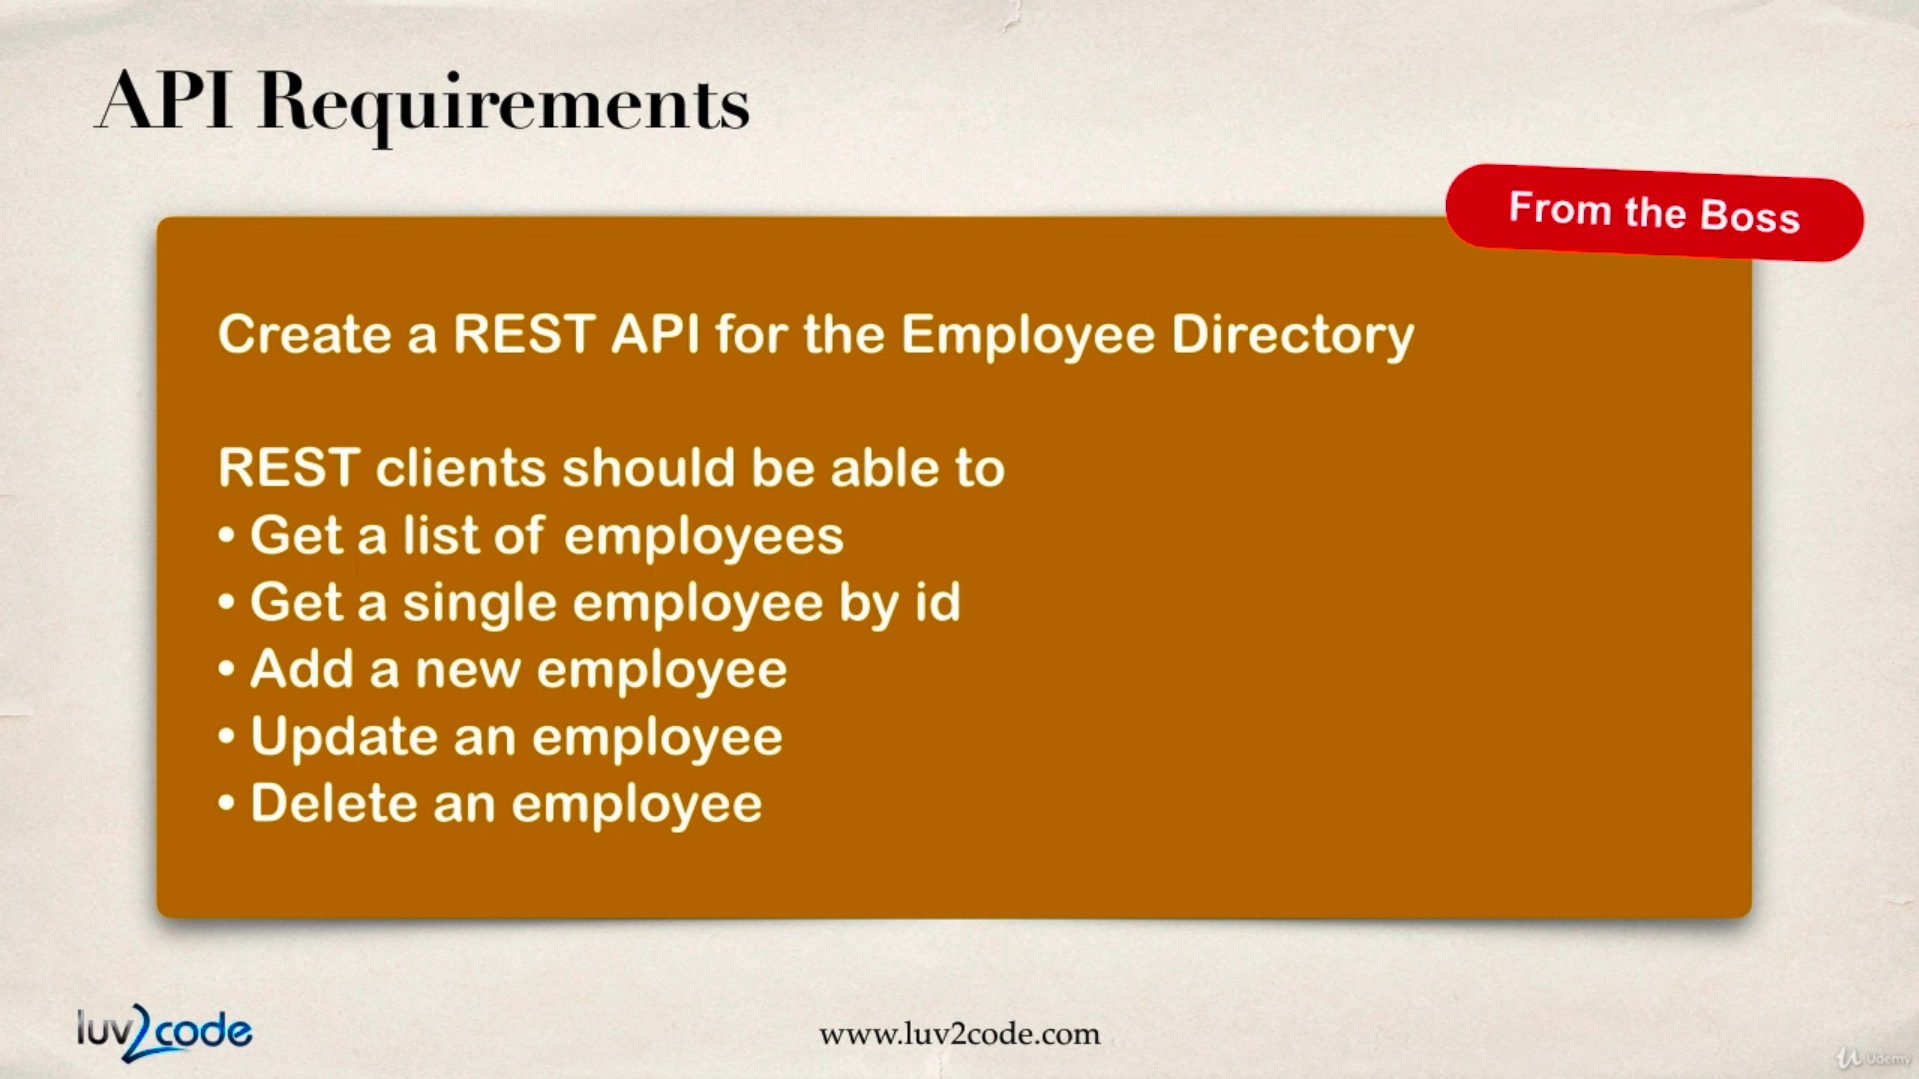 API Requirements
From the Boss
Create a REST API for the Employee Directory
REST clients should be able to
• Get a list of employees
• Get a single employee by id
• Add a new employee
• Update an employee
• Delete an employee
luv2code
www.luv2code.com
Udemy